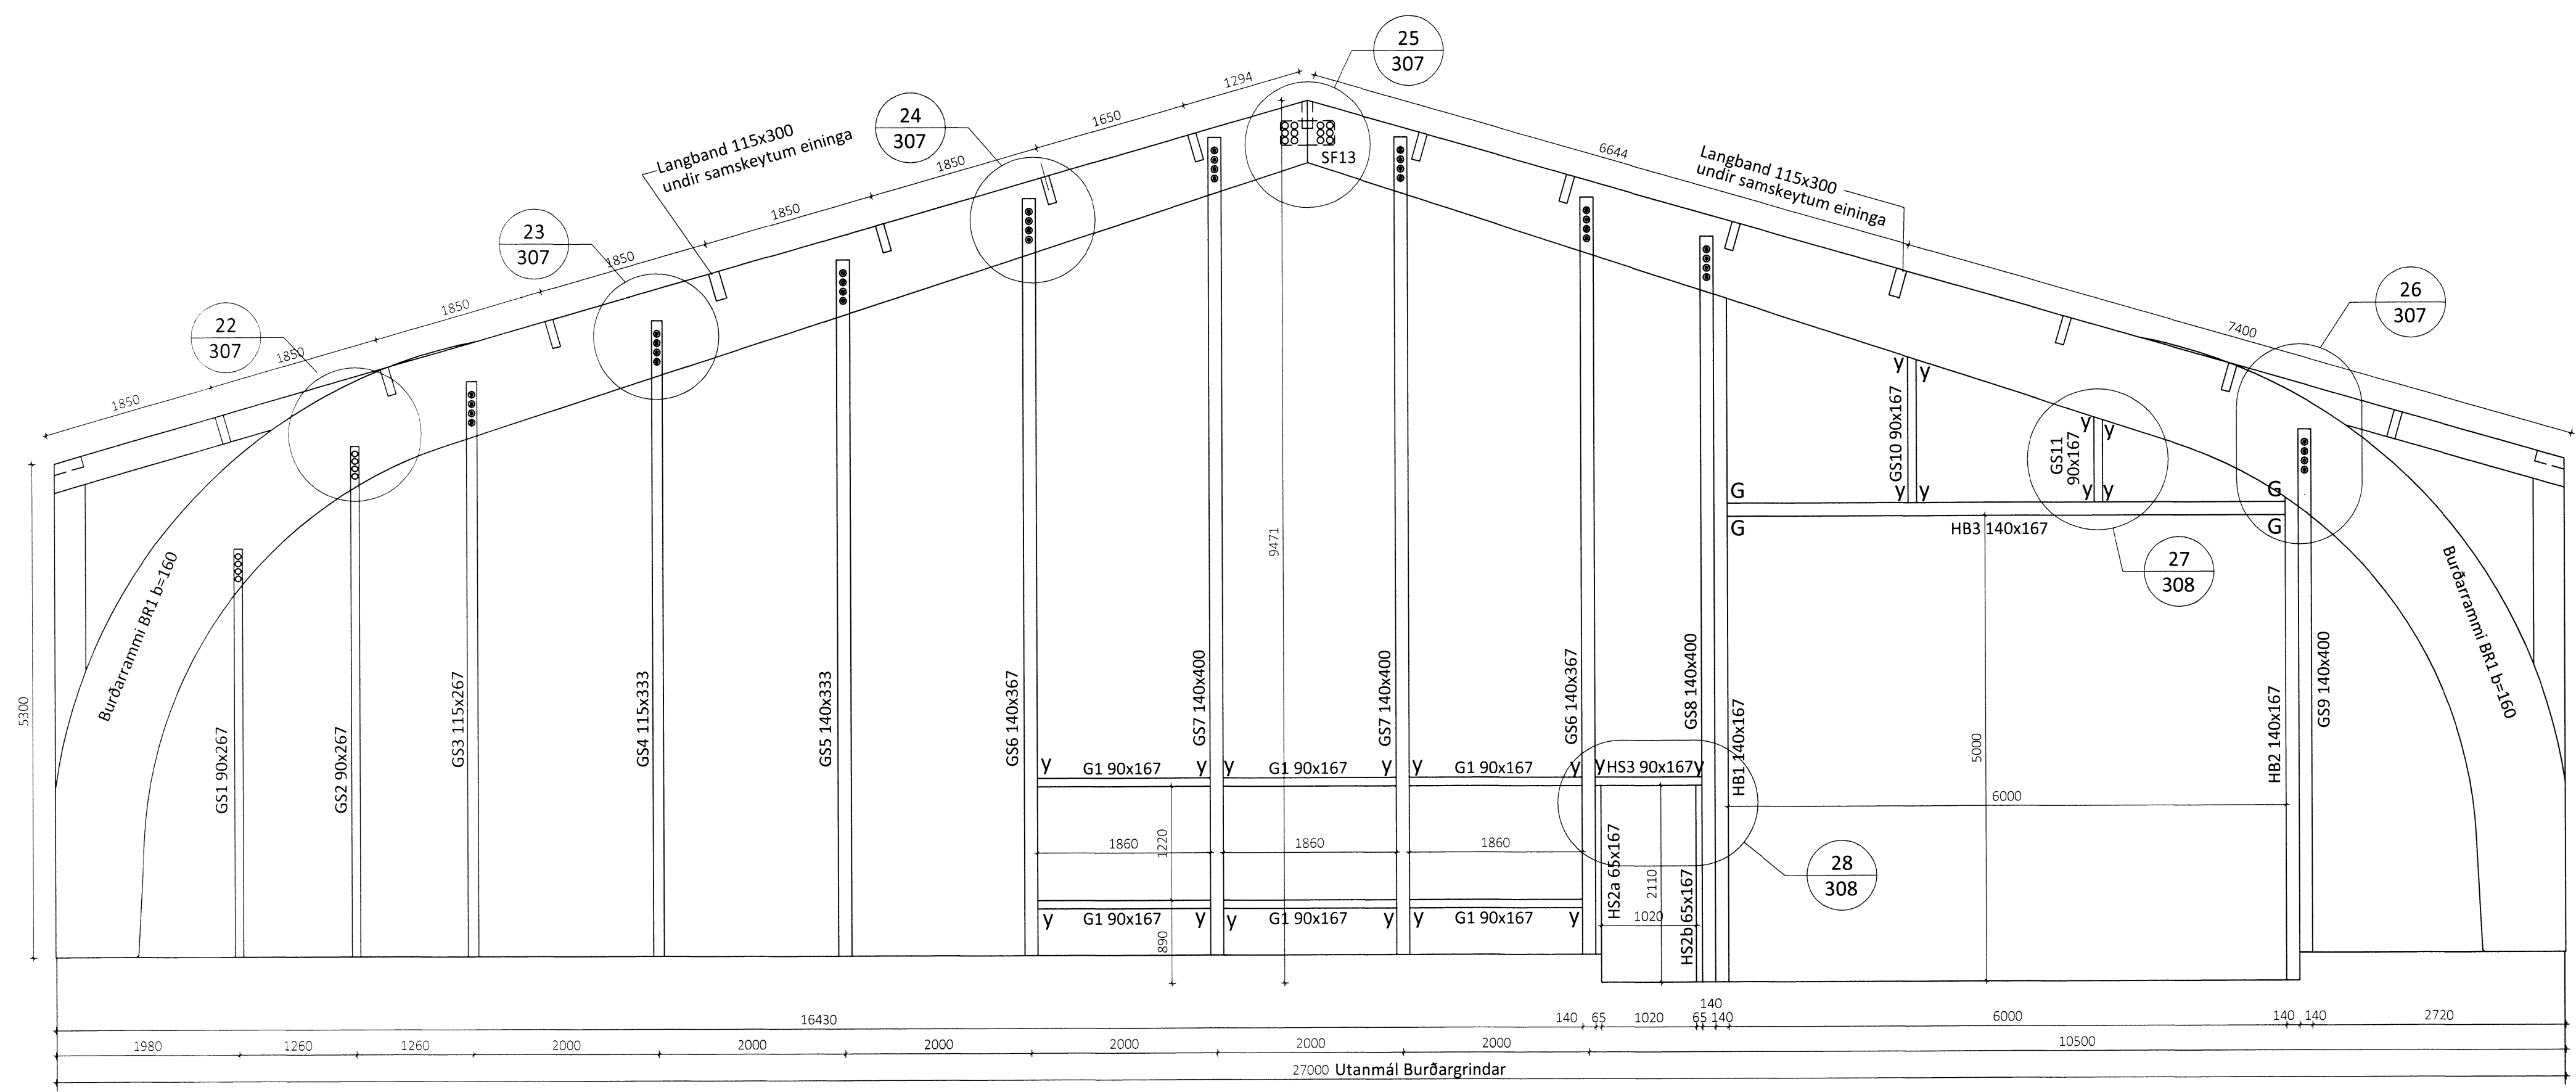 25
307
1294
24
307
1650
SF13
Langband 115x300
undir samskeytum eininga
1850
6644
Langband 115x300
undir samskeytum eininga
23
307
1850
1850
26
307
22
307
1850
7400
1850
1850
y y
GS10 90x167
y y
y y
GS11
90x167
y y
G G
G G
HB3 140x167
9471
27
308
Burðarrammi BR1 b=160
Burðarrammi BR1 b=160
5300
5000
GS1 90x267
GS2 90x267
GS3 115x267
GS4 115x333
GS5 140x333
GS6 140x367
GS7 140x400
GS7 140x400
GS6 140x367
GS8 140x400
HB1 140x167
HB2 140x167
GS9 140x400
y G1 90x167 y
y G1 90x167 y
y G1 90x167 y
y HS3 90x167 y
6000
1860
1220
1860
1860
HS2a 65x167
2110
1020
HS2b 65x167
28
308
y G1 90x167 y
y G1 90x167 y
y G1 90x167 y
890
16430 140 65 1020 65 140 140 6000 140 140 2720
1980 1260 1260 2000 2000 2000 2000 2000 2000 10500
27000 Utanmál Burðargrindar